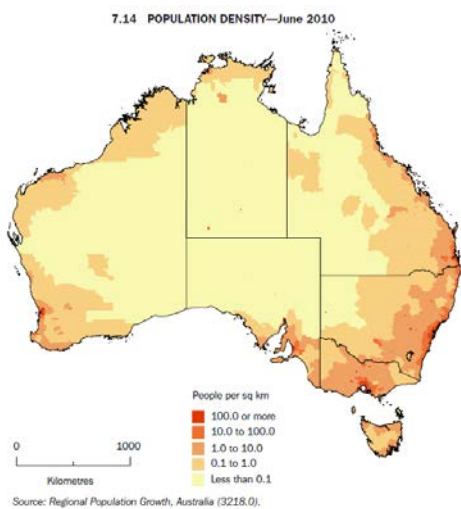 7.14 POPULATION DENSITY—June 2010
People per sq km
100.0 or more
10.0 to 100.0
1.0 to 10.0
0.1 to 1.0
Less than 0.1
0 1000
Kilometres
Source: Regional Population Growth, Australia (3218.0).